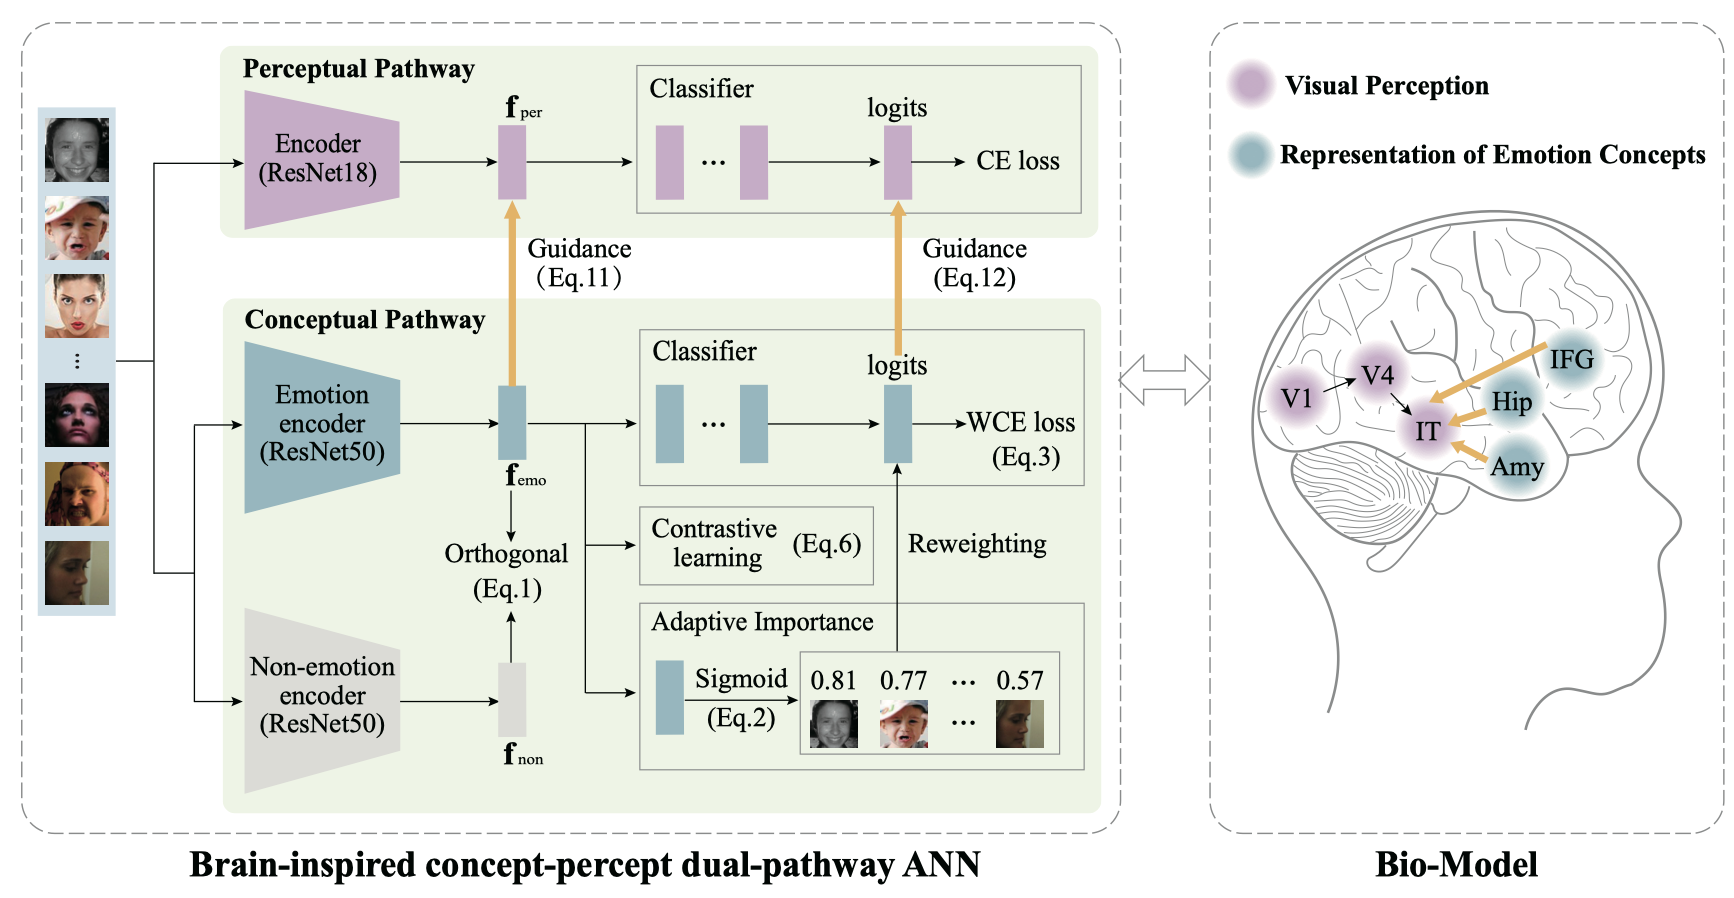 Perceptual Pathway
Encoder
(ResNet18)
f per
Classifier
...
logits
CE loss
Guidance
(Eq.11)
Guidance
(Eq.12)
Conceptual Pathway
Emotion
encoder
(ResNet50)
f emo
Classifier
...
logits
WCE loss
(Eq.3)
Orthogonal
(Eq.1)
Contrastive
learning
(Eq.6)
Reweighting
Non-emotion
encoder
(ResNet50)
f non
Adaptive Importance
Sigmoid
(Eq.2)
0.81 0.77 ... 0.57
...
...
Brain-inspired concept-percept dual-pathway ANN
Visual Perception
Representation of Emotion Concepts
V1
V4
IT
IFG
Hip
Amy
Bio-Model